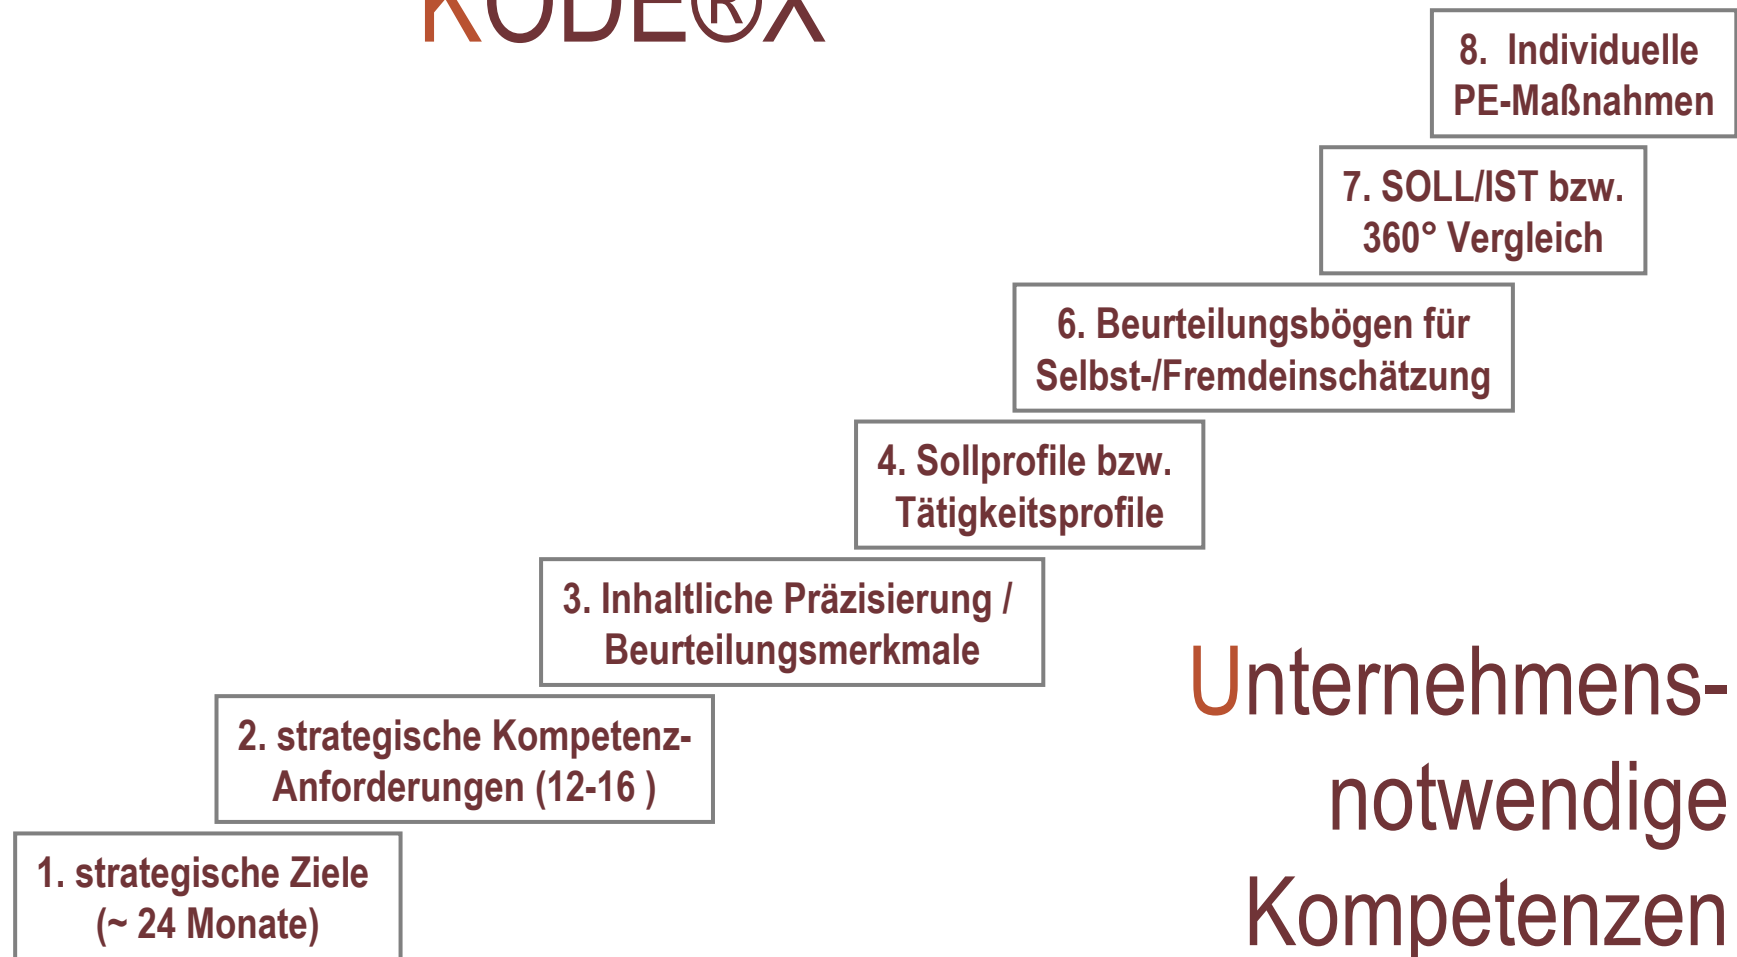 KODE®X
8. Individuelle
PE-Maßnahmen
7. SOLL/IST bzw.
360° Vergleich
6. Beurteilungsbögen für
Selbst-/Fremdeinschätzung
4. Sollprofile bzw.
Tätigkeitsprofile
3. Inhaltliche Präzisierung /
Beurteilungsmerkmale
2. strategische Kompetenz-
Anforderungen (12-16 )
1. strategische Ziele
(~ 24 Monate)
Unternehmens-
notwendige
Kompetenzen